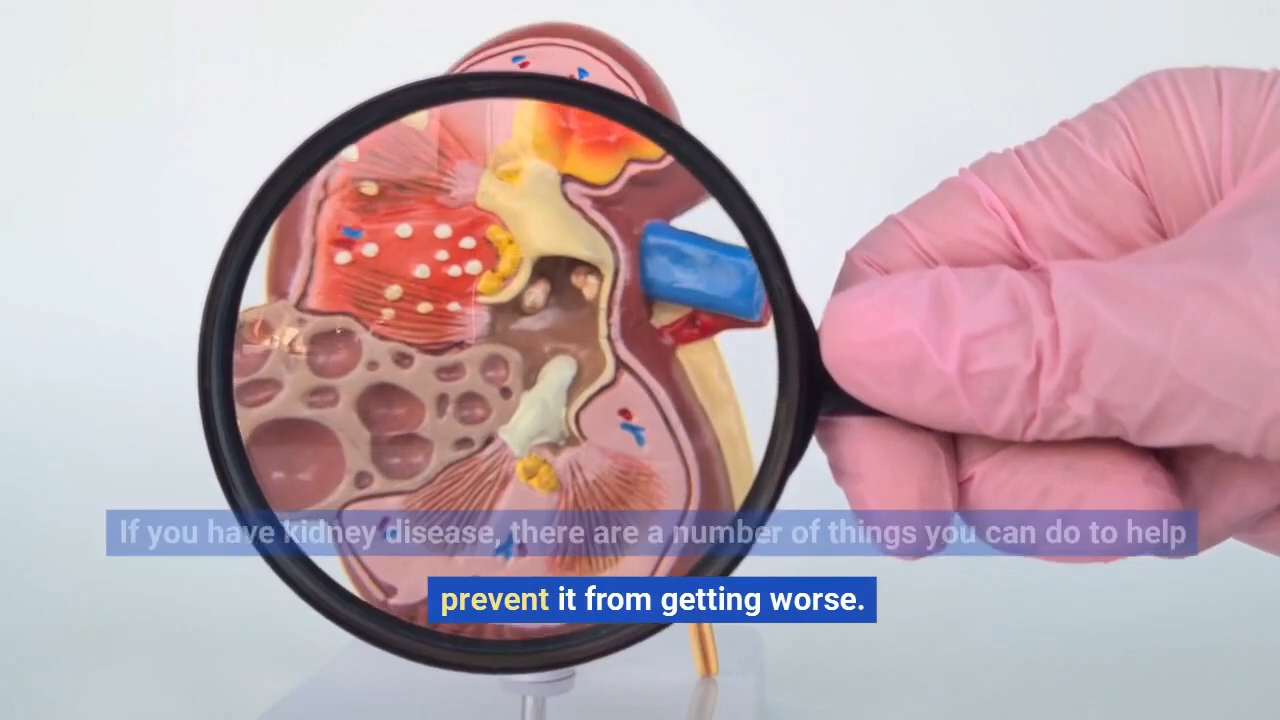 If you have kidney disease, there are a number of things you can do to help
prevent it from getting worse.